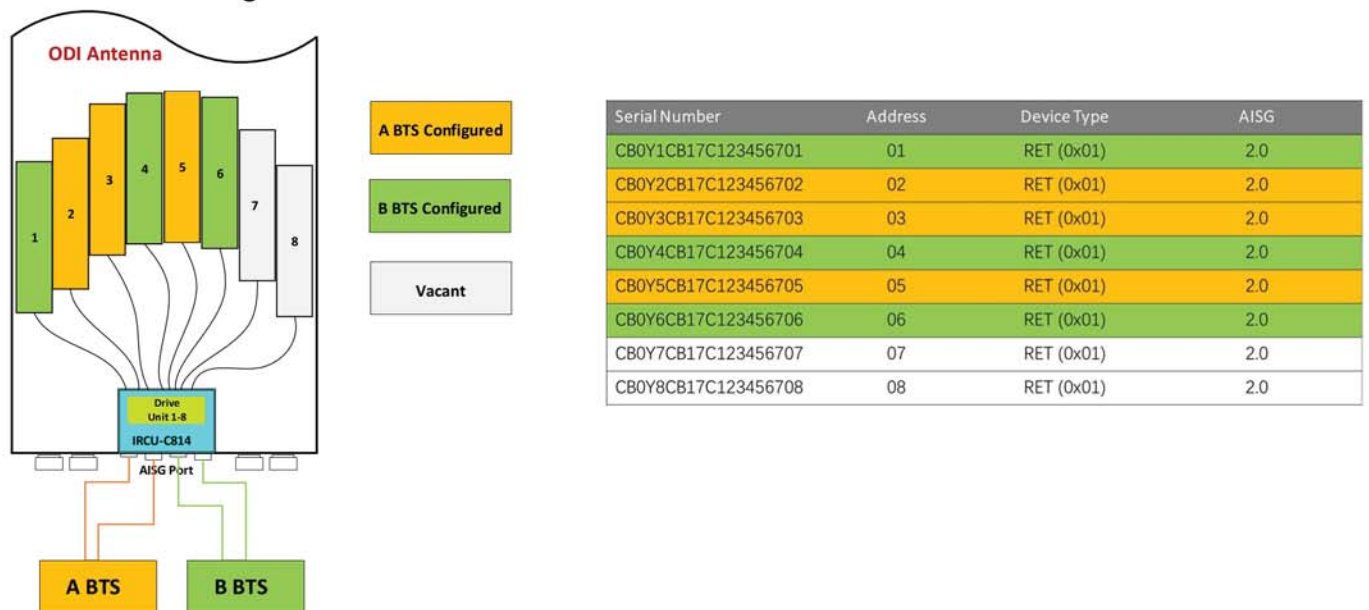 ODI Antenna
1
2
3
4
5
6
7
8
Drive
Unit 1-8
IRCU-C814
AISG Port
A BTS
B BTS
A BTS Configured
B BTS Configured
Vacant
Serial Number Address Device Type AISG
CB0Y1CB17C123456701 01 RET (0x01) 2.0
CB0Y2CB17C123456702 02 RET (0x01) 2.0
CB0Y3CB17C123456703 03 RET (0x01) 2.0
CB0Y4CB17C123456704 04 RET (0x01) 2.0
CB0Y5CB17C123456705 05 RET (0x01) 2.0
CB0Y6CB17C123456706 06 RET (0x01) 2.0
CB0Y7CB17C123456707 07 RET (0x01) 2.0
CB0Y8CB17C123456708 08 RET (0x01) 2.0